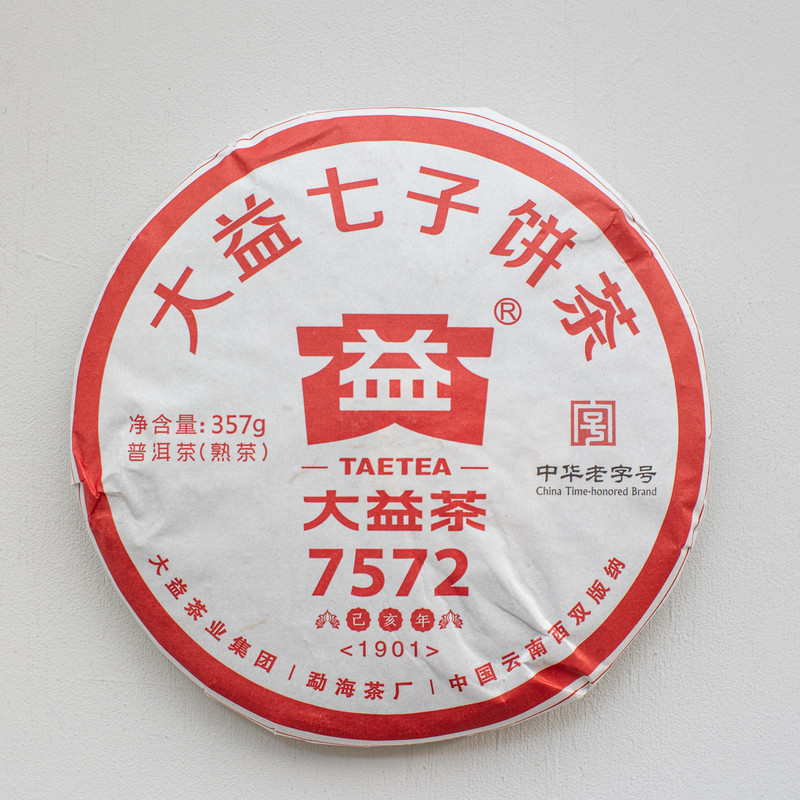 大益七子饼茶
益
®
净含量: 357g
普洱茶(熟茶)
号
中华老字号
China Time-honored Brand
TAETEA
大益茶
7572
己亥年
<1901>
大益茶业集团 | 勐海茶厂 | 中国云南西双版纳